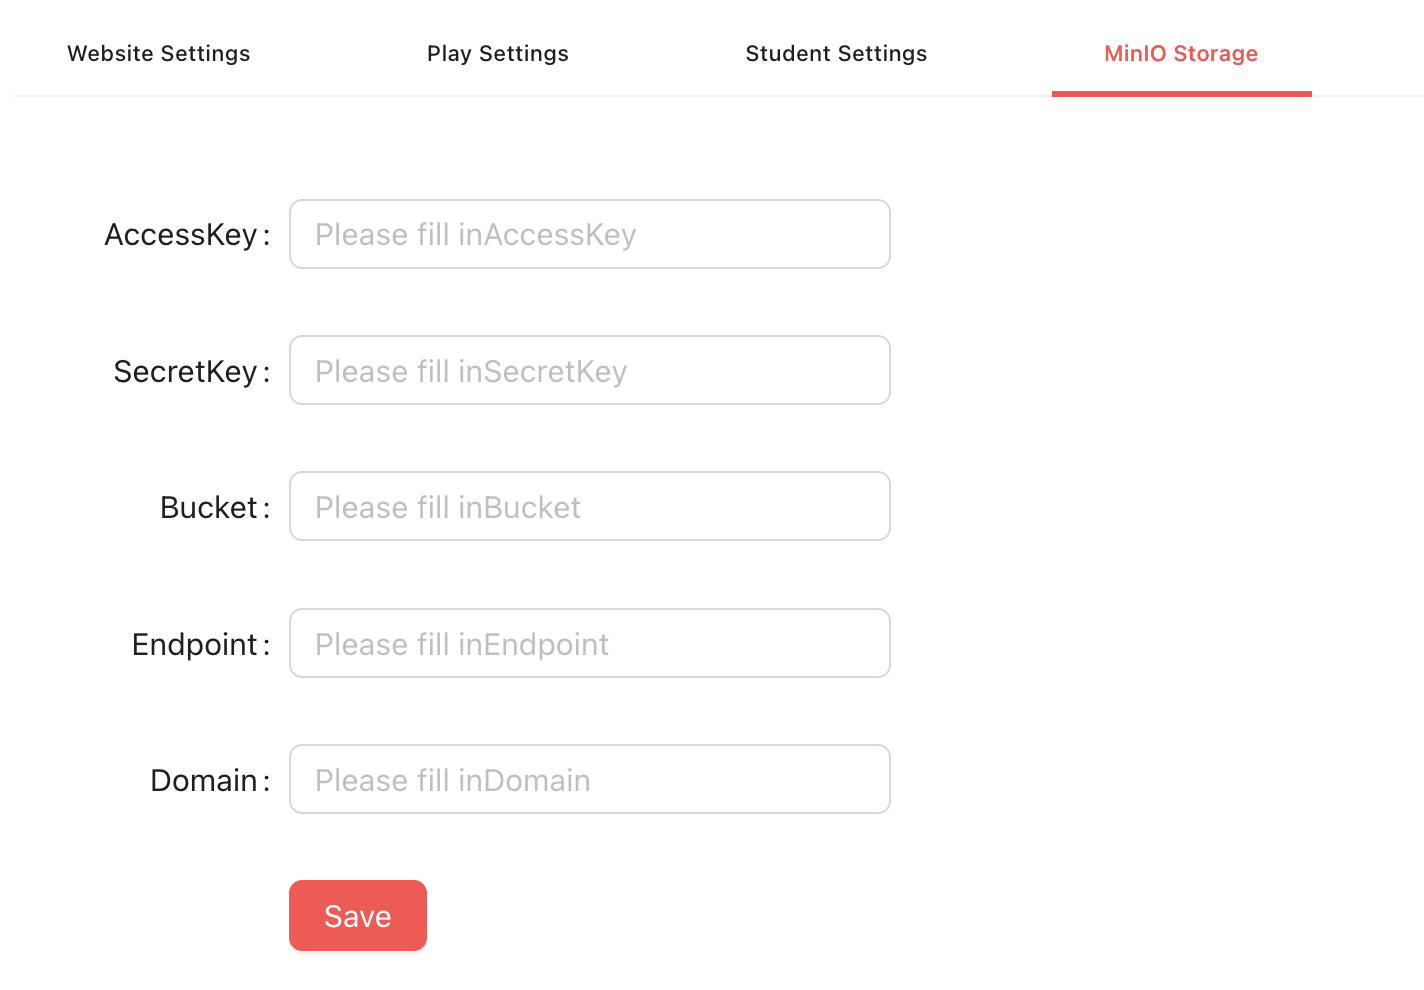 Website Settings Play Settings Student Settings MinIO Storage
AccessKey: Please fill inAccessKey
SecretKey: Please fill inSecretKey
Bucket: Please fill inBucket
Endpoint: Please fill inEndpoint
Domain: Please fill inDomain
Save